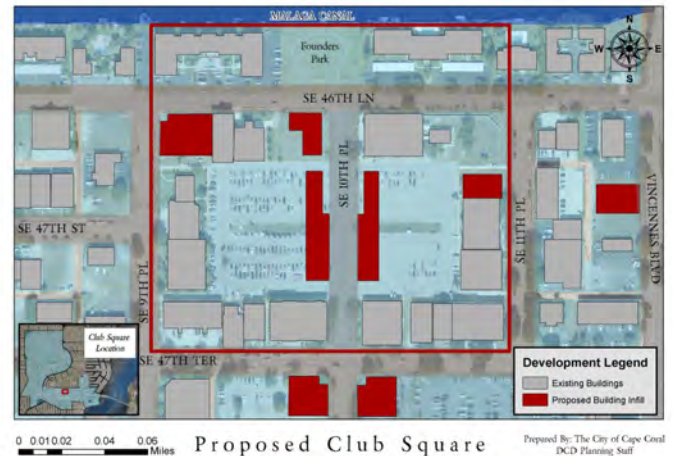 MALAGA CANAL
N
W E
S
Founders
Park
SE 46TH LN
SE 10TH PL
SE 11TH PL
VINCENNES BLVD
SE 47TH ST
SE 9TH PL
Club Square
Location
SE 47TH TER
Development Legend
Existing Buildings
Proposed Building Infill
0 0.01 0.02 0.04 0.06
Miles
Proposed Club Square
Prepared By: The City of Cape Coral
DCD Planning Staff